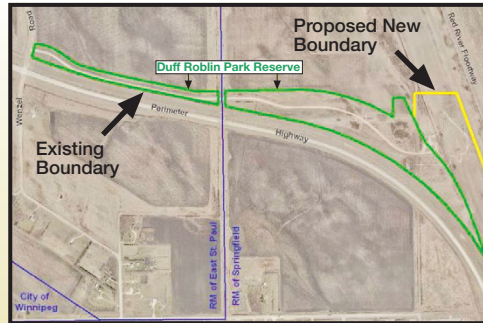 Proposed New
Boundary
Red River Floodway
Road
Duff Roblin Park Reserve
Wenzel
Perimeter
Highway
Existing
Boundary
RM of East St. Paul
RM of Springfield
City of
Winnipeg